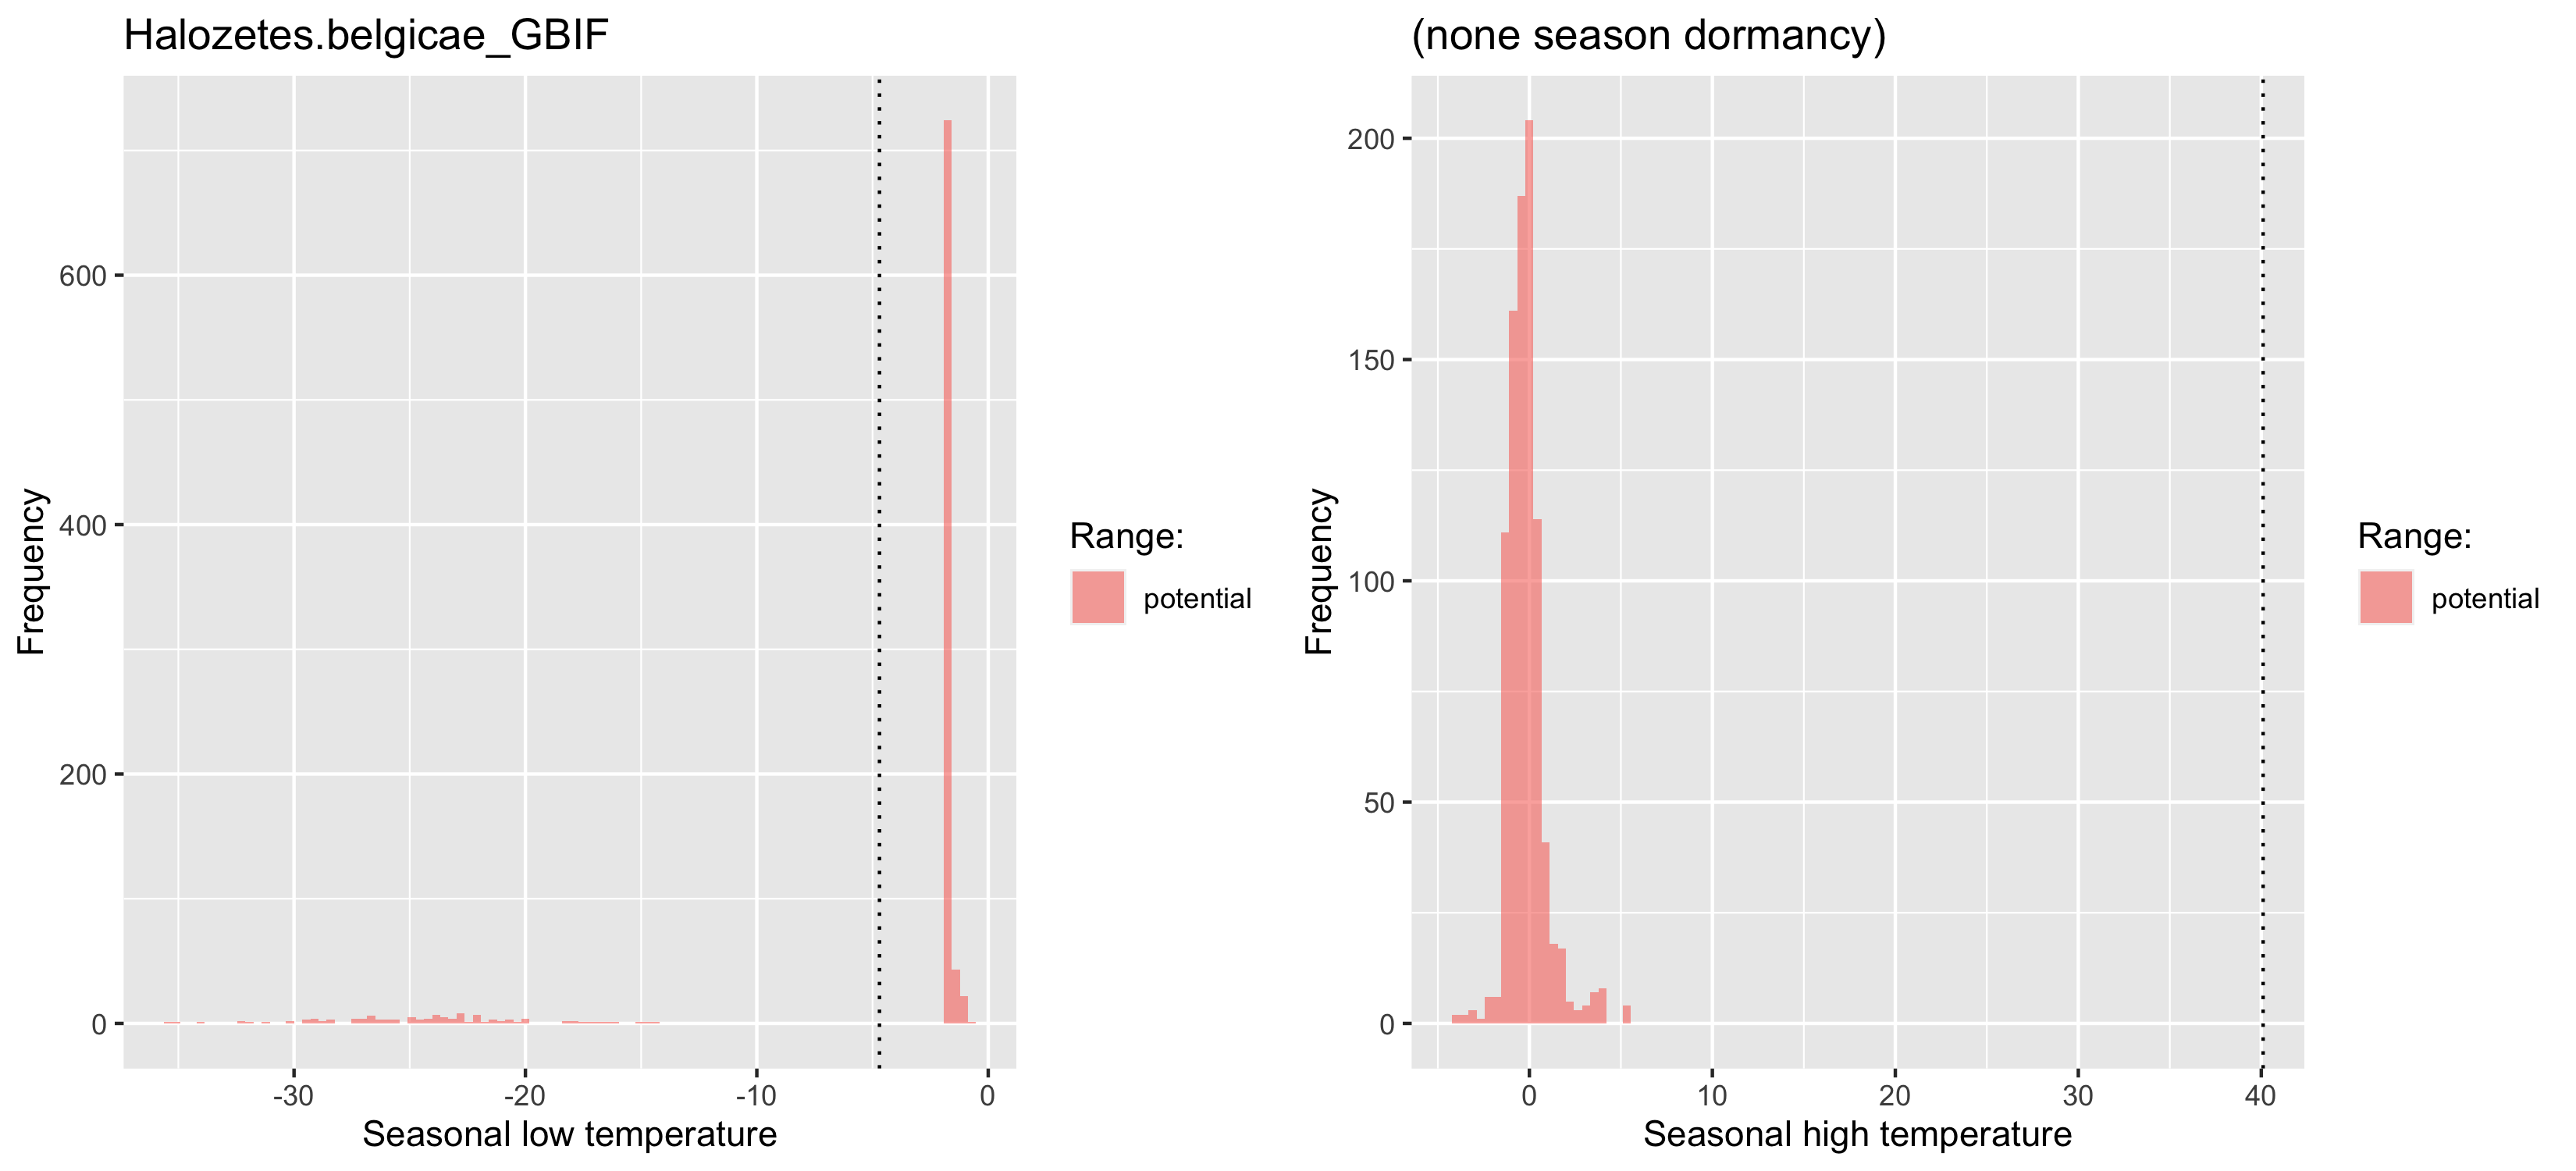 Halozetes.belgicae_GBIF
600
400
200
0
-30
-20
-10
0
Seasonal low temperature
Frequency
Range:
potential
(none season dormancy)
200
150
100
50
0
0
10
20
30
40
Seasonal high temperature
Frequency
Range:
potential